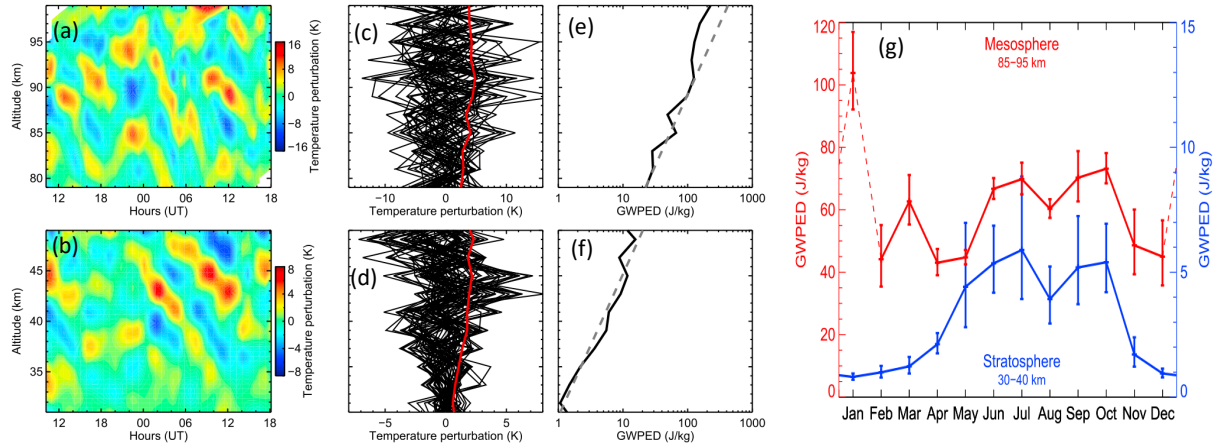 (a)
95
90
85
80
Altitude (km)
10 12 18 00 06 12 18
Hours (UT)
16
8
0
−8
−16
Temperature perturbation (K)
(c)
−10 0 10
Temperature perturbation (K)
(e)
1 10 100 1000
GWPED (J/kg)
(b)
45
40
35
Altitude (km)
10 12 18 00 06 12 18
Hours (UT)
8
4
0
−4
−8
Temperature perturbation (K)
(d)
−5 0 5
Temperature perturbation (K)
(f)
1 10 100 1000
GWPED (J/kg)
(g)
Mesosphere
85−95 km
Stratosphere
30−40 km
120
100
80
60
40
20
0
GWPED (J/kg)
15
10
5
0
GWPED (J/kg)
Jan Feb Mar Apr May Jun Jul Aug Sep Oct Nov Dec